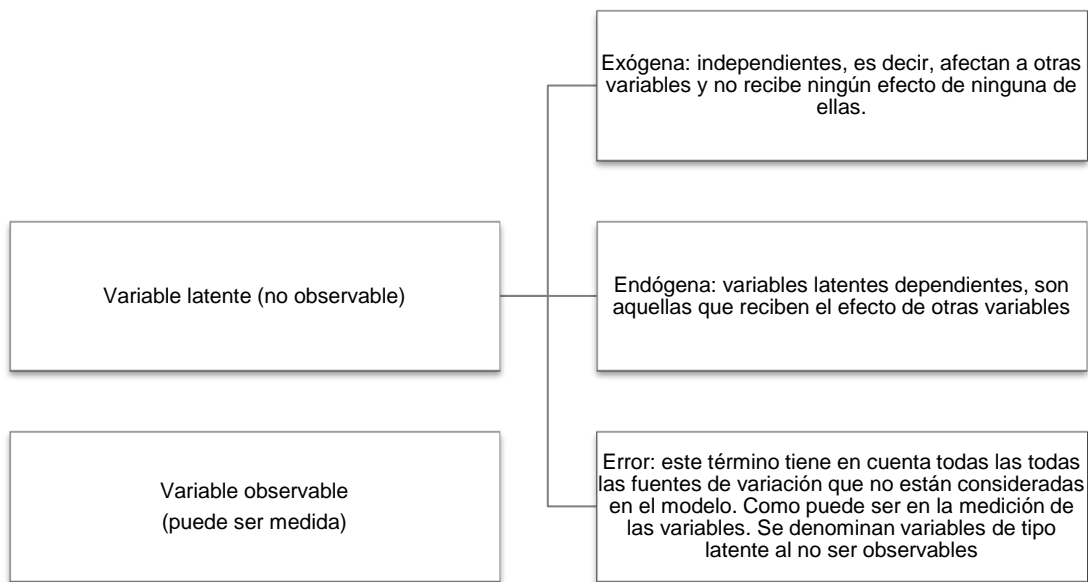 Exógena: independientes, es decir, afectan a otras
variables y no recibe ningún efecto de ninguna de
ellas.
Variable latente (no observable)
Endógena: variables latentes dependientes, son
aquellas que reciben el efecto de otras variables
Variable observable
(puede ser medida)
Error: este término tiene en cuenta todas las todas
las fuentes de variación que no están consideradas
en el modelo. Como puede ser en la medición de
las variables. Se denominan variables de tipo
latente al no ser observables